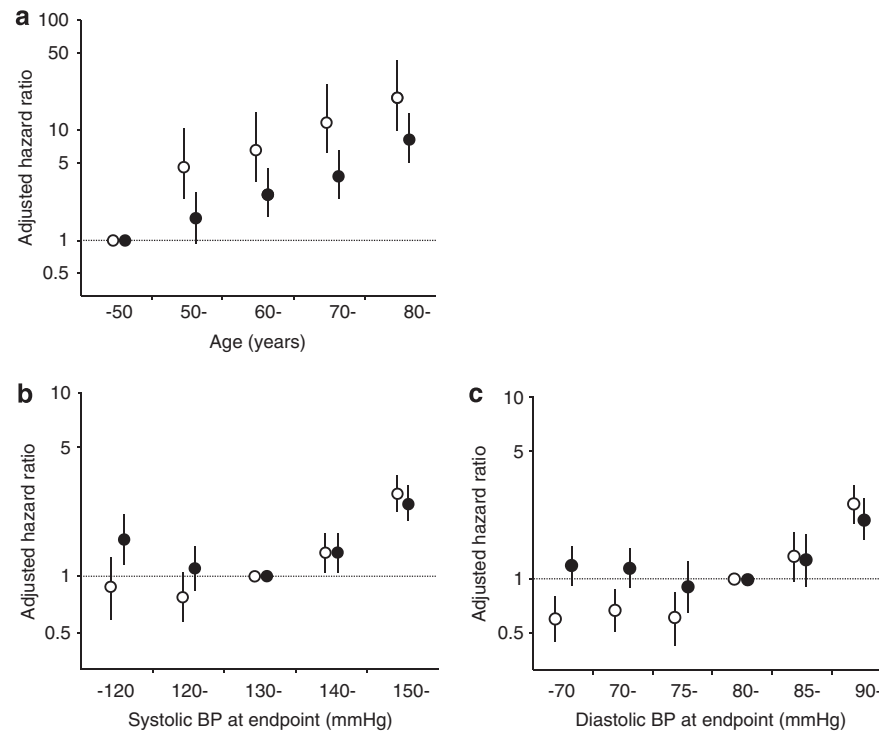 a
100
50
10
5
1
0.5
Adjusted hazard ratio
-50 50- 60- 70- 80-
Age (years)
b
10
5
1
0.5
Adjusted hazard ratio
-120 120- 130- 140- 150-
Systolic BP at endpoint (mmHg)
c
10
5
1
0.5
Adjusted hazard ratio
-70 70- 75- 80- 85- 90-
Diastolic BP at endpoint (mmHg)